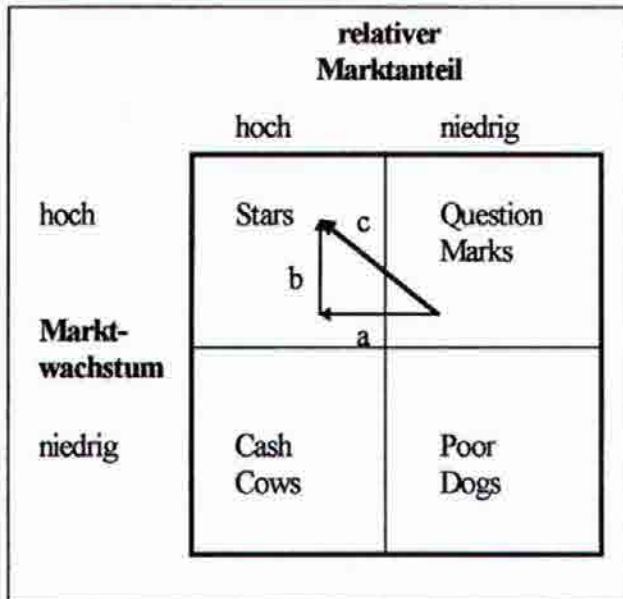 relativer
Marktanteil
hoch niedrig
hoch Stars c Question
Marks
b
a
Markt-
wachstum
niedrig Cash Poor
Cows Dogs